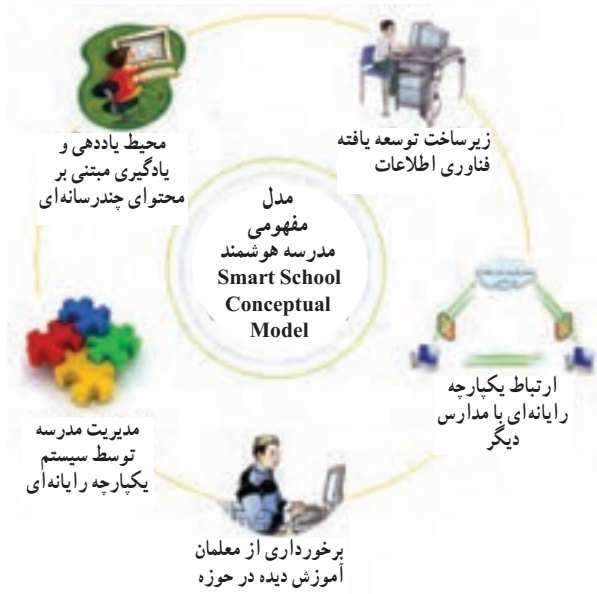 زیرساخت توسعه یافته
فناوری اطلاعات
محیط یاددهی و
یادگیری مبتنی بر
محتوای چندرسانه‌ای
مدل
مفهومی
مدرسه هوشمند
Smart School
Conceptual
Model
ارتباط یکپارچه
رایانه‌ای با مدارس
دیگر
مدیریت مدرسه
توسط سیستم
یکپارچه رایانه‌ای
برخورداری از معلمان
آموزش دیده در حوزه